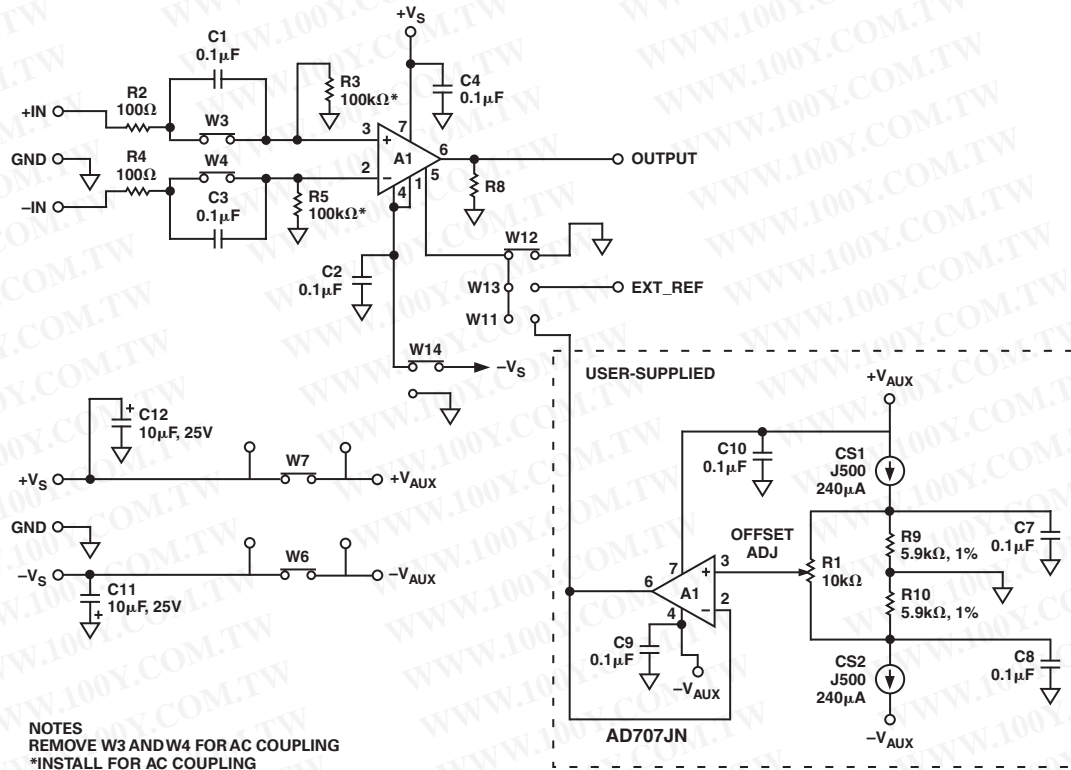 +VS
C1
0.1µF
R2
100Ω
+IN
W3
R3
100kΩ*
C4
0.1µF
3
7
+
A1
6
OUTPUT
GND
R4
100Ω
W4
2
−
4
1
5
R8
−IN
C3
0.1µF
R5
100kΩ*
W12
C2
0.1µF
W13
EXT_REF
W11
W14
−VS
USER-SUPPLIED
+VAUX
C12
+
10µF, 25V
C10
0.1µF
CS1
J500
240µA
+VS
W7
+VAUX
GND
OFFSET
ADJ
R9
5.9kΩ, 1%
C7
0.1µF
R1
10kΩ
−VS
W6
−VAUX
C11
10µF, 25V
+
7
3
+
6
A1
2
−
4
R10
5.9kΩ, 1%
C9
0.1µF
−VAUX
CS2
J500
240µA
C8
0.1µF
AD707JN
−VAUX
NOTES
REMOVE W3 AND W4 FOR AC COUPLING
*INSTALL FOR AC COUPLING
WWW.100Y.COM.TW